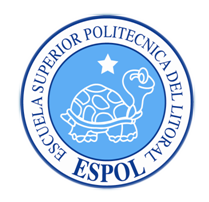 ESCUELA SUPERIOR POLITECNICA DEL LITORAL
ESPOL